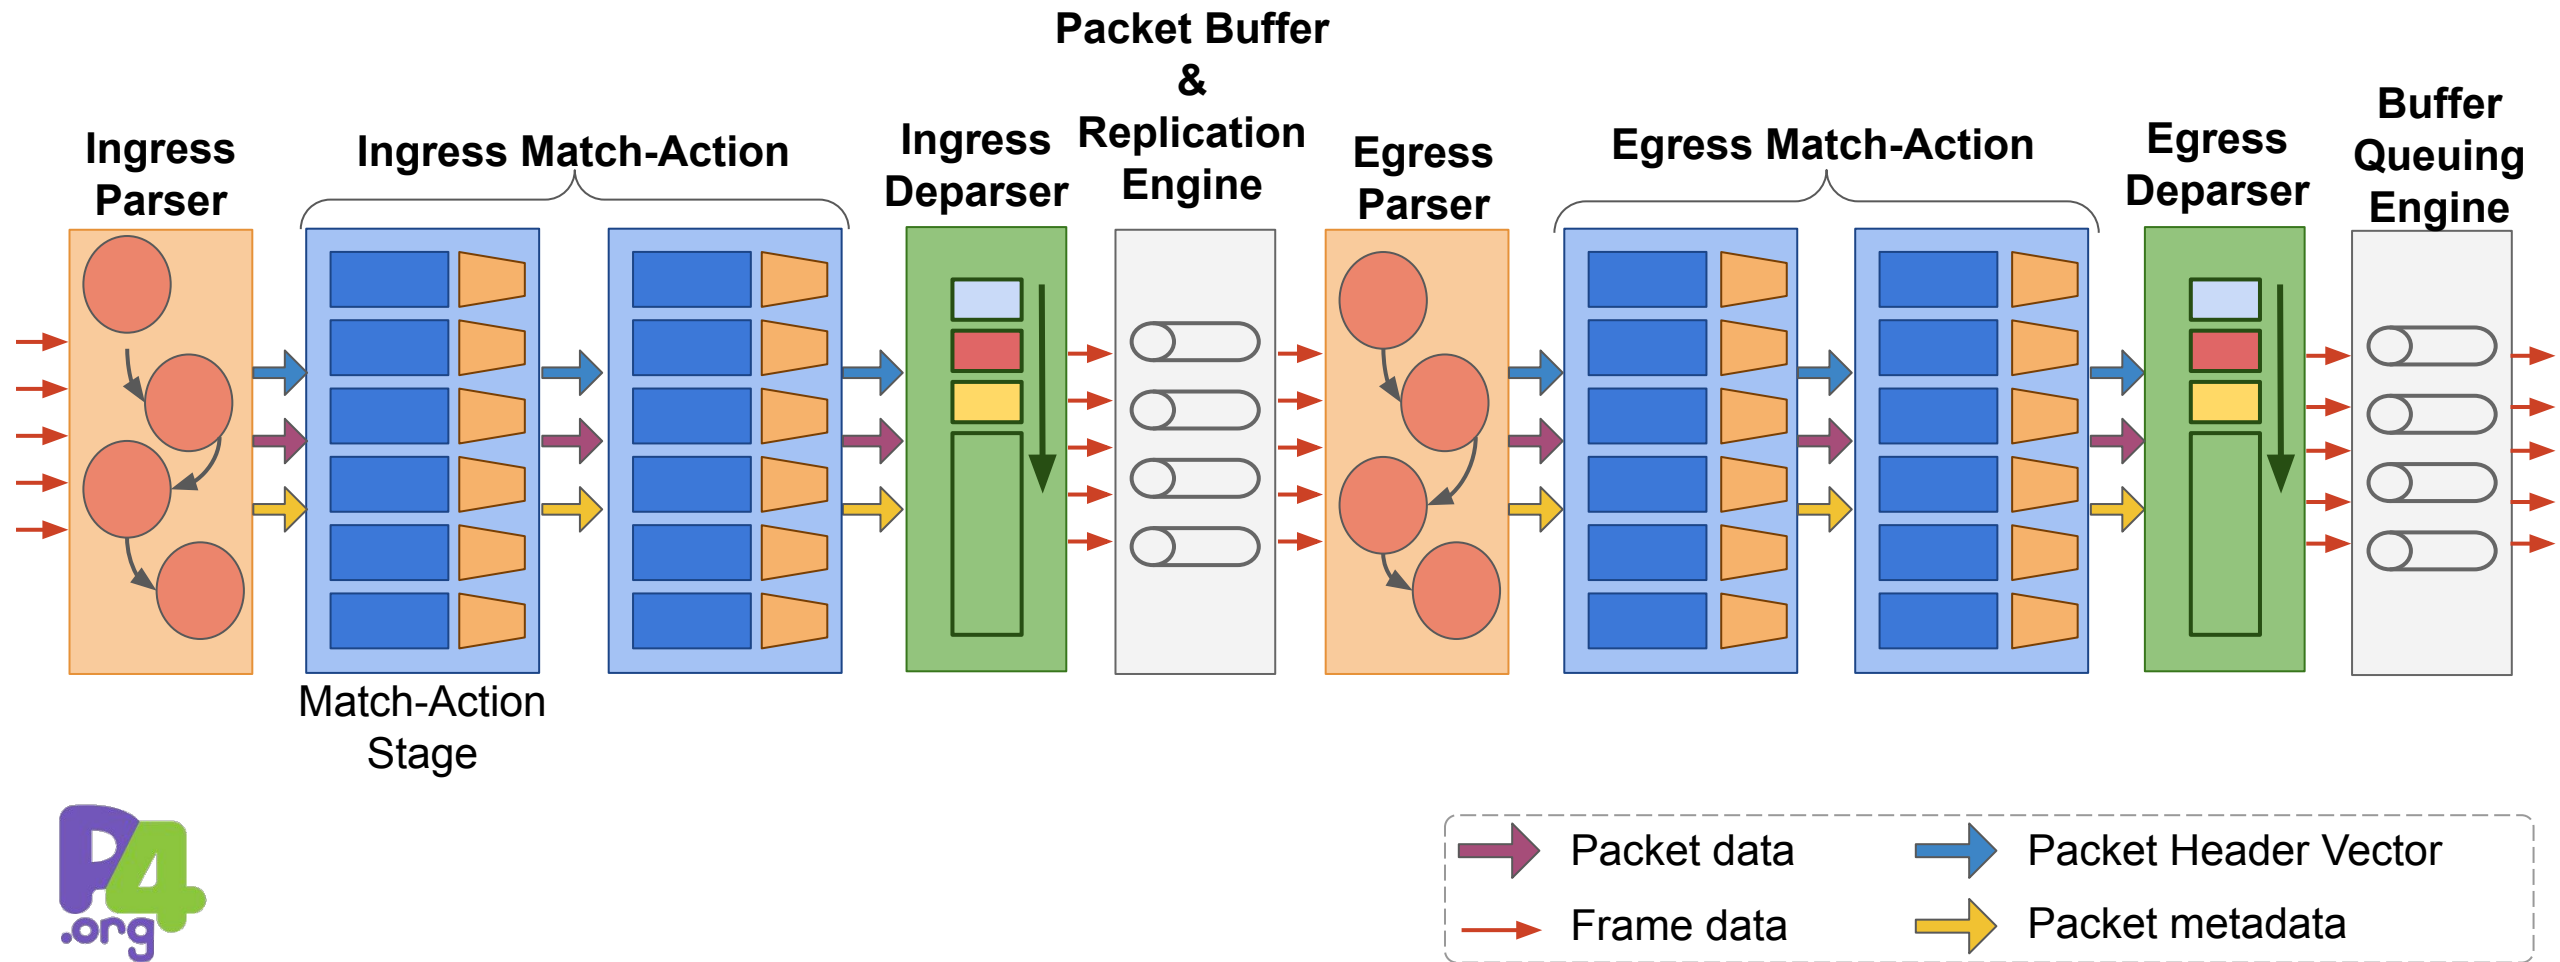 Packet Buffer
&
Replication
Engine
Ingress
Parser
Ingress Match-Action
Ingress
Deparser
Egress
Parser
Egress Match-Action
Egress
Deparser
Buffer
Queuing
Engine
Match-Action
Stage
P4
.org
Packet data
Packet Header Vector
Frame data
Packet metadata